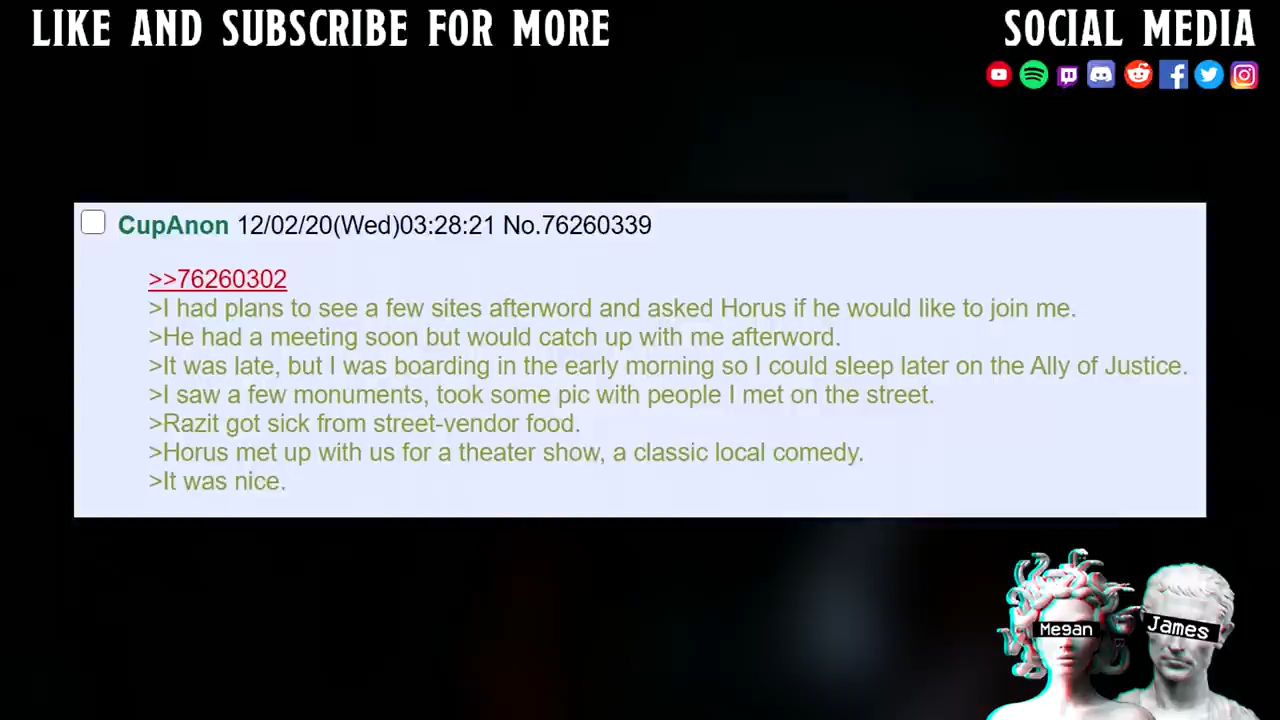 LIKE AND SUBSCRIBE FOR MORE
SOCIAL MEDIA
CupAnon 12/02/20(Wed)03:28:21 No.76260339
>>76260302
>I had plans to see a few sites afterword and asked Horus if he would like to join me.
>He had a meeting soon but would catch up with me afterword.
>It was late, but I was boarding in the early morning so I could sleep later on the Ally of Justice.
>I saw a few monuments, took some pic with people I met on the street.
>Razit got sick from street-vendor food.
>Horus met up with us for a theater show, a classic local comedy.
>It was nice.
Megan
James